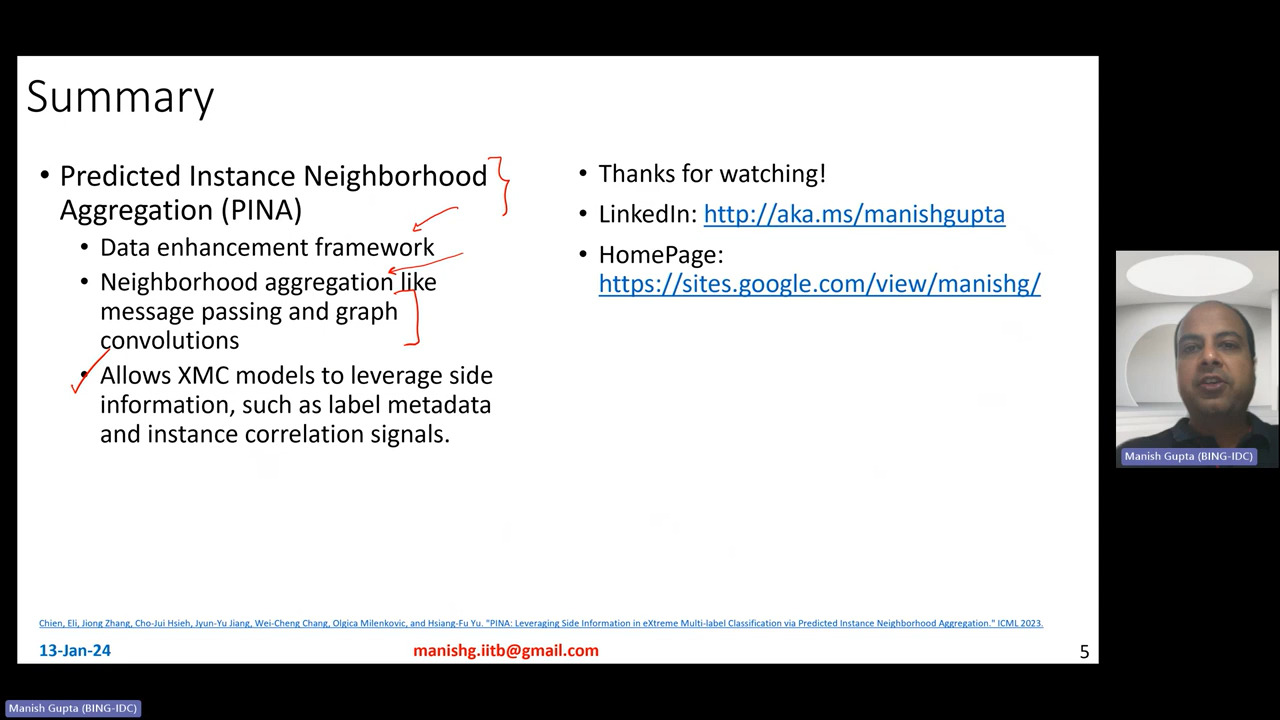 Summary
• Predicted Instance Neighborhood
Aggregation (PINA)
• Data enhancement framework
• Neighborhood aggregation like
message passing and graph
convolutions
• Allows XMC models to leverage side
information, such as label metadata
and instance correlation signals.
• Thanks for watching!
• LinkedIn: http://aka.ms/manishgupta
• HomePage:
https://sites.google.com/view/manishg/
Manish Gupta (BING-IDC)
Chien, Eli, Jiong Zhang, Cho-Jui Hsieh, Jyun-Yu Jiang, Wei-Cheng Chang, Olgica Milenkovic, and Hsiang-Fu Yu. "PINA: Leveraging Side Information in eXtreme Multi-label Classification via Predicted Instance Neighborhood Aggregation." ICML 2023.
13-Jan-24
manishg.iitb@gmail.com
5
Manish Gupta (BING-IDC)